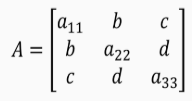 A = [a₁₁ b c
b a₂₂ d
c d a₃₃]